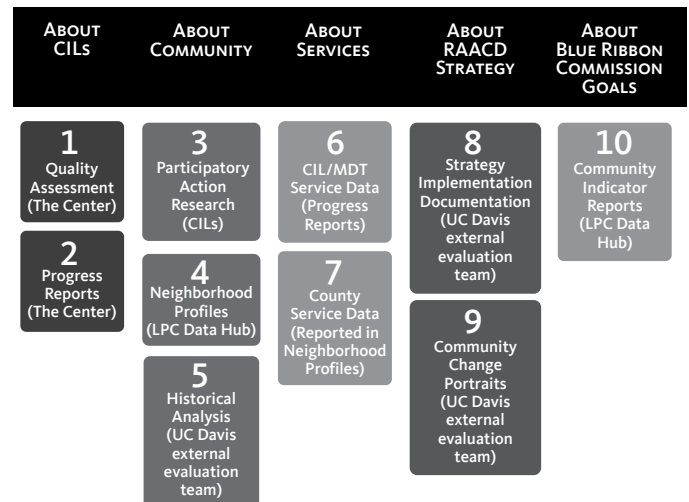 ABOUT
CILS
ABOUT
COMMUNITY
ABOUT
SERVICES
ABOUT
RAACD
STRATEGY
ABOUT
BLUE RIBBON
COMMISSION
GOALS
1
Quality
Assessment
(The Center)
2
Progress
Reports
(The Center)
3
Participatory
Action
Research
(CILs)
4
Neighborhood
Profiles
(LPC Data Hub)
5
Historical
Analysis
(UC Davis
external
evaluation
team)
6
CIL/MDT
Service Data
(Progress
Reports)
7
County
Service Data
(Reported in
Neighborhood
Profiles)
8
Strategy
Implementation
Documentation
(UC Davis
external
evaluation
team)
9
Community
Change
Portraits
(UC Davis
external
evaluation
team)
10
Community
Indicator
Reports
(LPC Data
Hub)